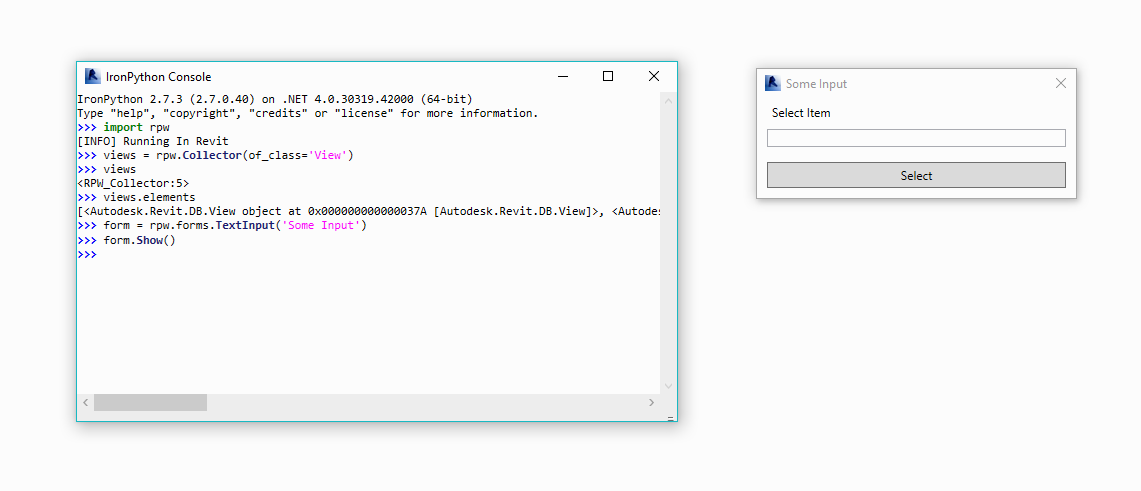 IronPython Console
IronPython 2.7.3 (2.7.0.40) on .NET 4.0.30319.42000 (64-bit)
Type "help", "copyright", "credits" or "license" for more information.
>>> import rpw
[INFO] Running In Revit
>>> views = rpw.Collector(of_class='View')
>>> views
<RPW_Collector:5>
>>> views.elements
[<Autodesk.Revit.DB.View object at 0x000000000000037A [Autodesk.Revit.DB.View]>, <Autodes
>>> form = rpw.forms.TextInput('Some Input')
>>> form.Show()
>>>
Some Input
Select Item
Select